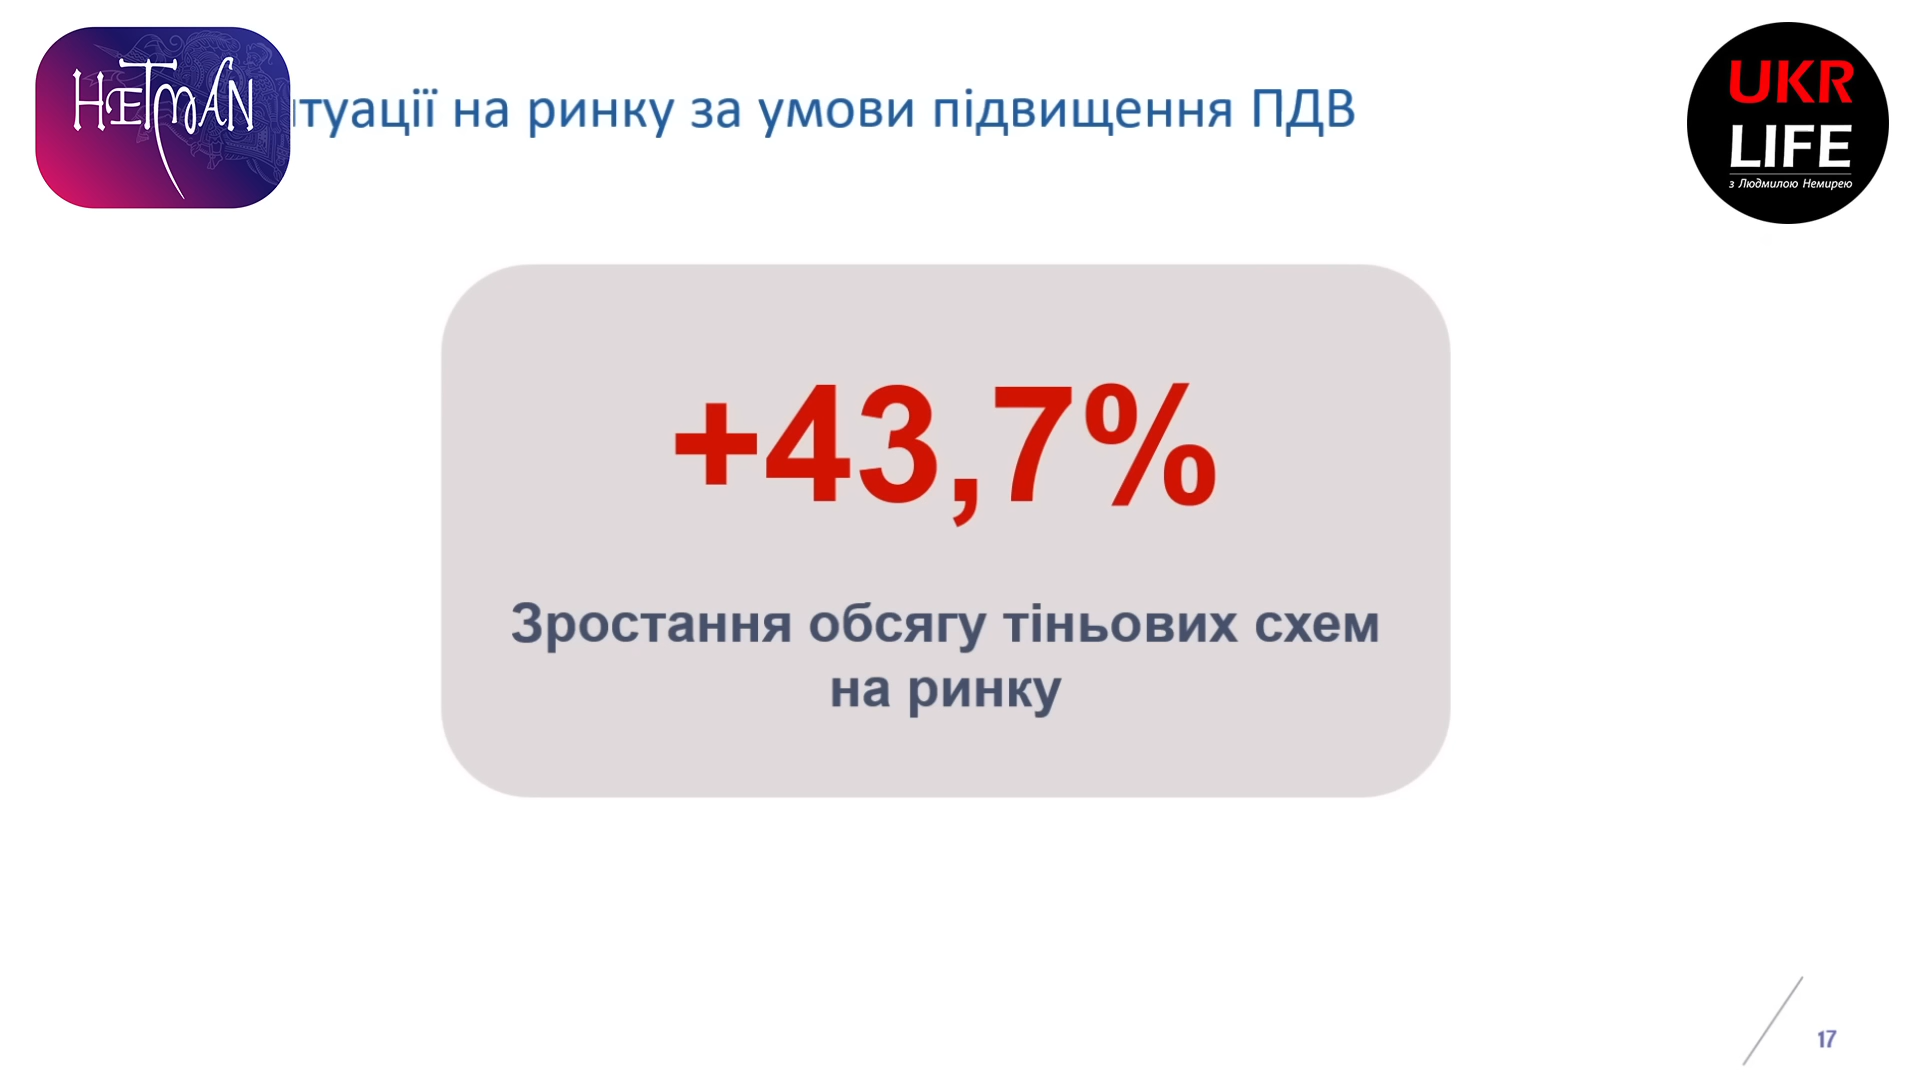 HETMAN
туації на ринку за умови підвищення ПДВ
UKR
LIFE
з Людмилою Немирею
+43,7%
Зростання обсягу тіньових схем
на ринку
17